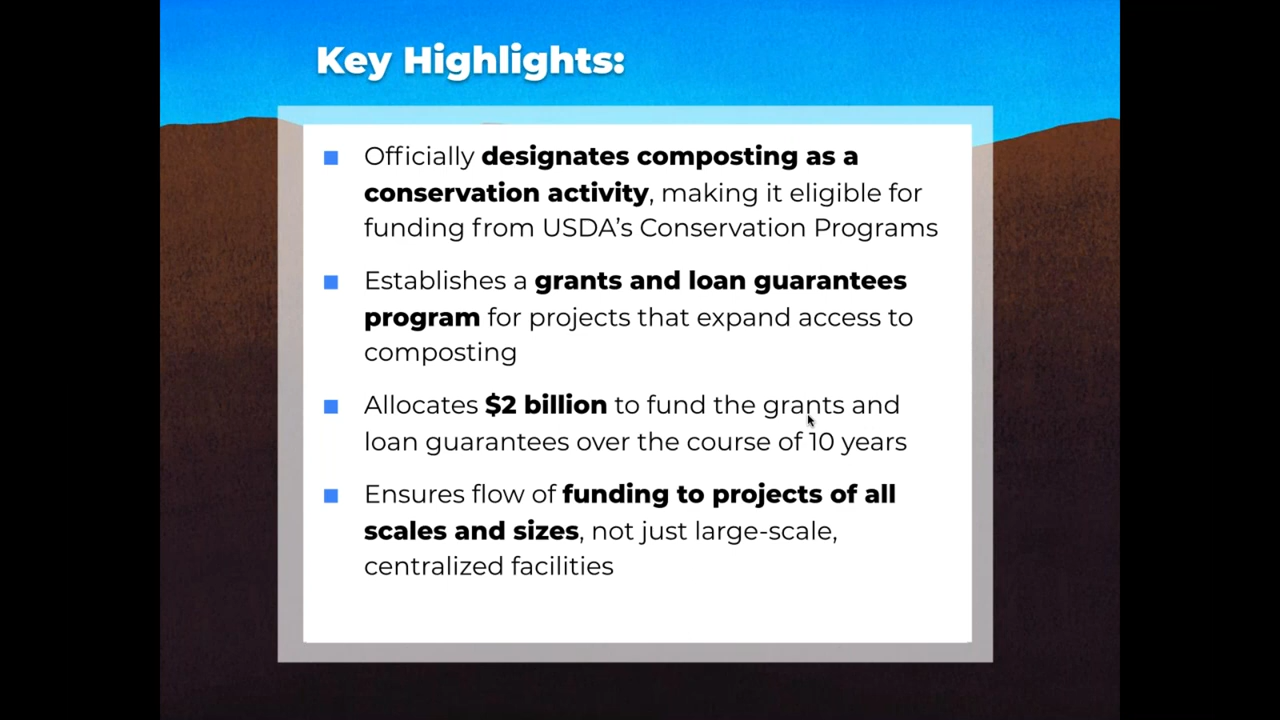 Key Highlights:
Officially designates composting as a
conservation activity, making it eligible for
funding from USDA’s Conservation Programs
Establishes a grants and loan guarantees
program for projects that expand access to
composting
Allocates $2 billion to fund the grants and
loan guarantees over the course of 10 years
Ensures flow of funding to projects of all
scales and sizes, not just large-scale,
centralized facilities